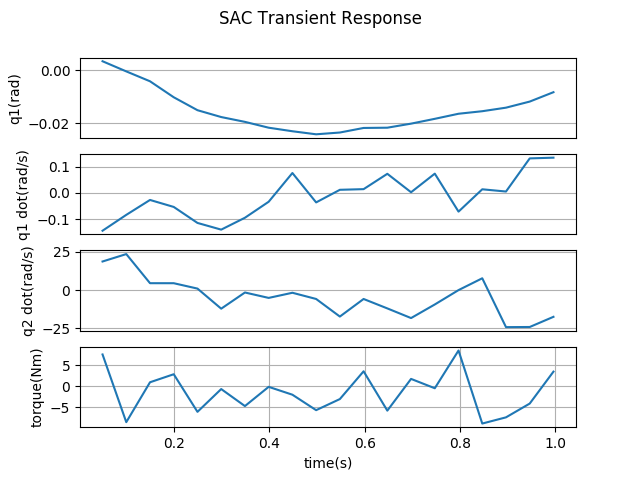 SAC Transient Response
0.00
−0.02
q1(rad)
0.1
0.0
−0.1
q1 dot(rad/s)
25
0
−25
q2 dot(rad/s)
5
0
−5
torque(Nm)
0.2 0.4 0.6 0.8 1.0
time(s)